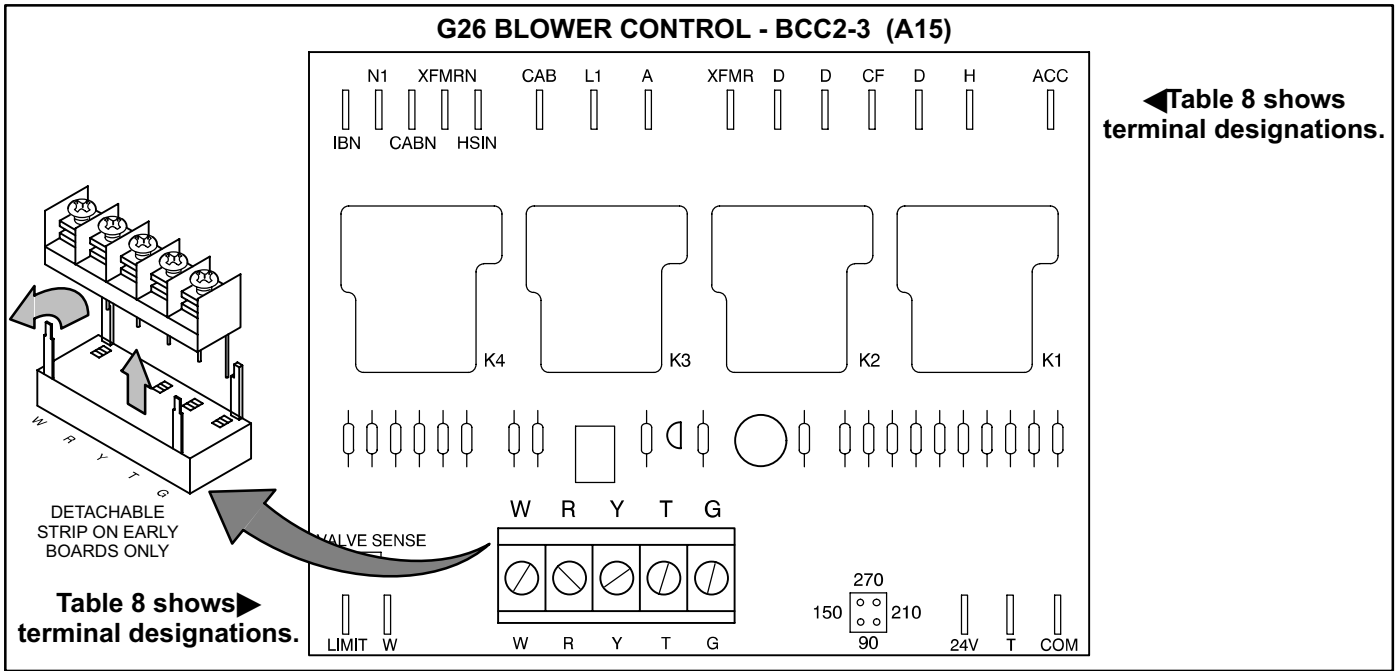 G26 BLOWER CONTROL - BCC2-3 (A15)
N1 XFMRN CAB L1 A XFMR D D CF D H ACC
IBN CABN HSIN
◀Table 8 shows
terminal designations.
K4 K3 K2 K1
W R Y T G
DETACHABLE
STRIP ON EARLY
BOARDS ONLY
W R Y T G
VALVE SENSE
Table 8 shows▶
terminal designations.
LIMIT W
W R Y T G
270
150 210
90
24V T COM